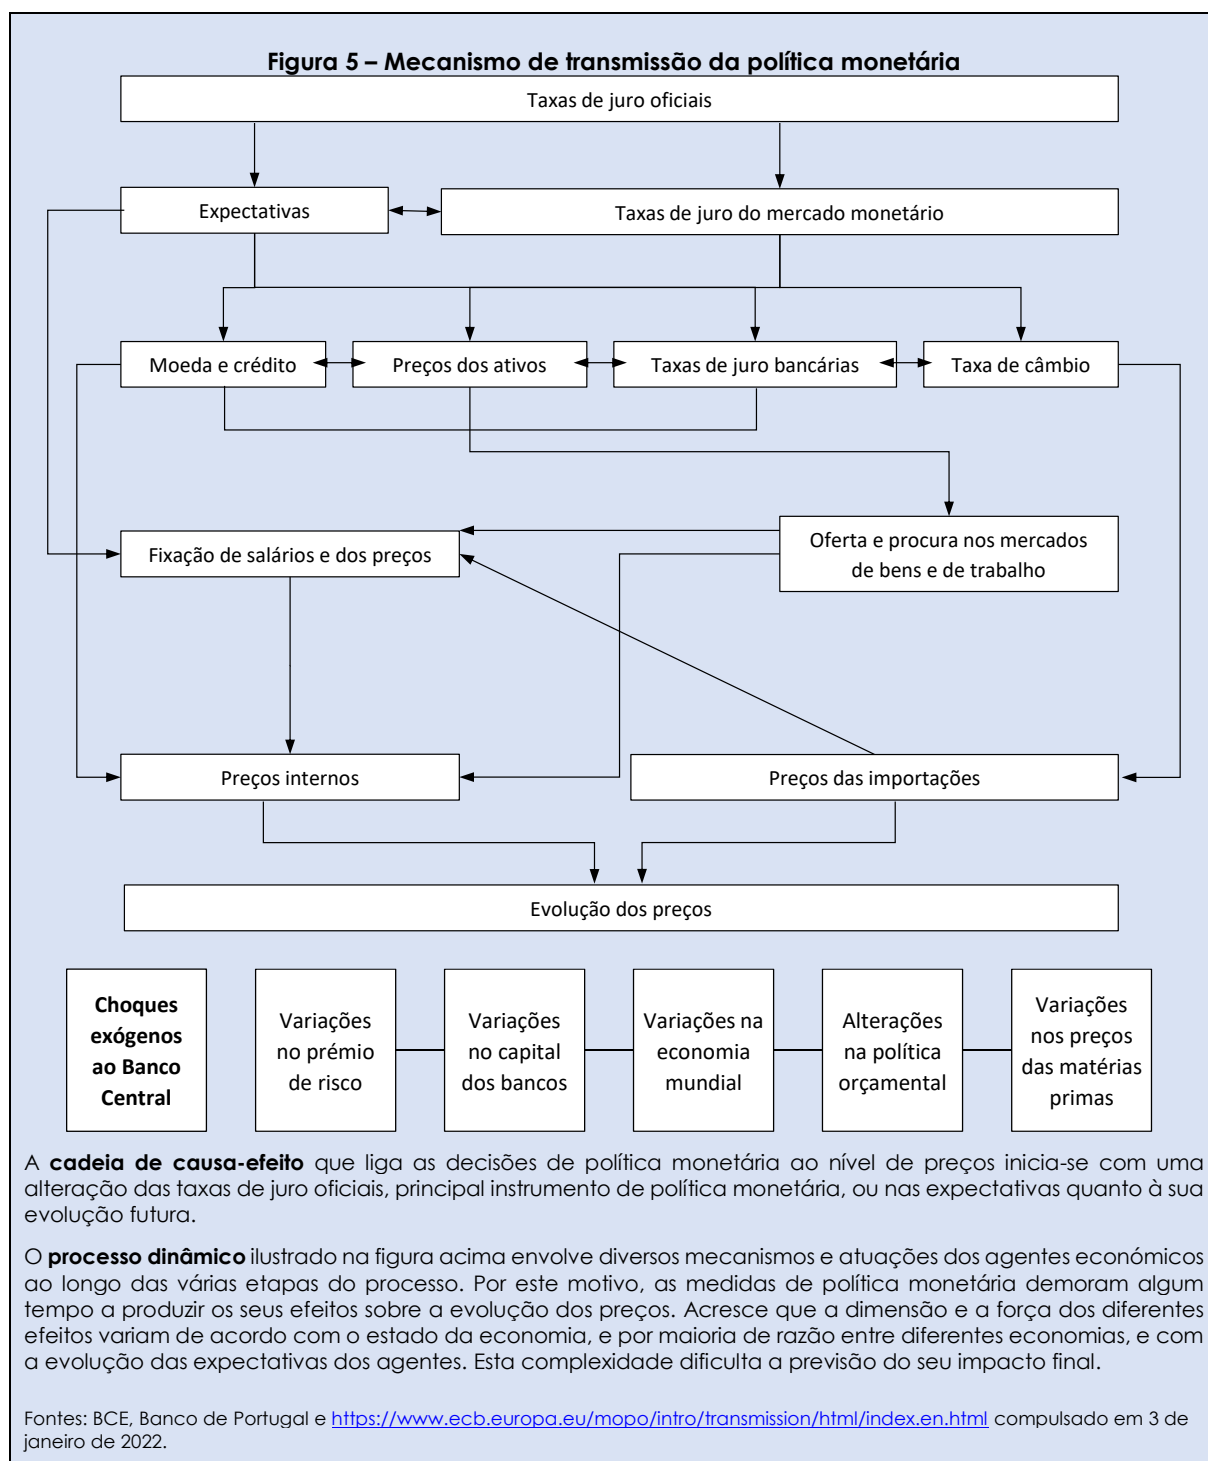 Figura 5 – Mecanismo de transmissão da política monetária
Taxas de juro oficiais
Expectativas
Taxas de juro do mercado monetário
Moeda e crédito
Preços dos ativos
Taxas de juro bancárias
Taxa de câmbio
Fixação de salários e dos preços
Oferta e procura nos mercados
de bens e de trabalho
Preços internos
Preços das importações
Evolução dos preços
Choques
exógenos
ao Banco
Central
Variações
no prémio
de risco
Variações
no capital
dos bancos
Variações na
economia
mundial
Alterações
na política
orçamental
Variações
nos preços
das matérias
primas
A cadeia de causa-efeito que liga as decisões de política monetária ao nível de preços inicia-se com uma
alteração das taxas de juro oficiais, principal instrumento de política monetária, ou nas expectativas quanto à sua
evolução futura.
O processo dinâmico ilustrado na figura acima envolve diversos mecanismos e atuações dos agentes económicos
ao longo das várias etapas do processo. Por este motivo, as medidas de política monetária demoram algum
tempo a produzir os seus efeitos sobre a evolução dos preços. Acresce que a dimensão e a força dos diferentes
efeitos variam de acordo com o estado da economia, e por maioria de razão entre diferentes economias, e com
a evolução das expectativas dos agentes. Esta complexidade dificulta a previsão do seu impacto final.
Fontes: BCE, Banco de Portugal e https://www.ecb.europa.eu/mopo/intro/transmission/html/index.en.html compulsado em 3 de
janeiro de 2022.